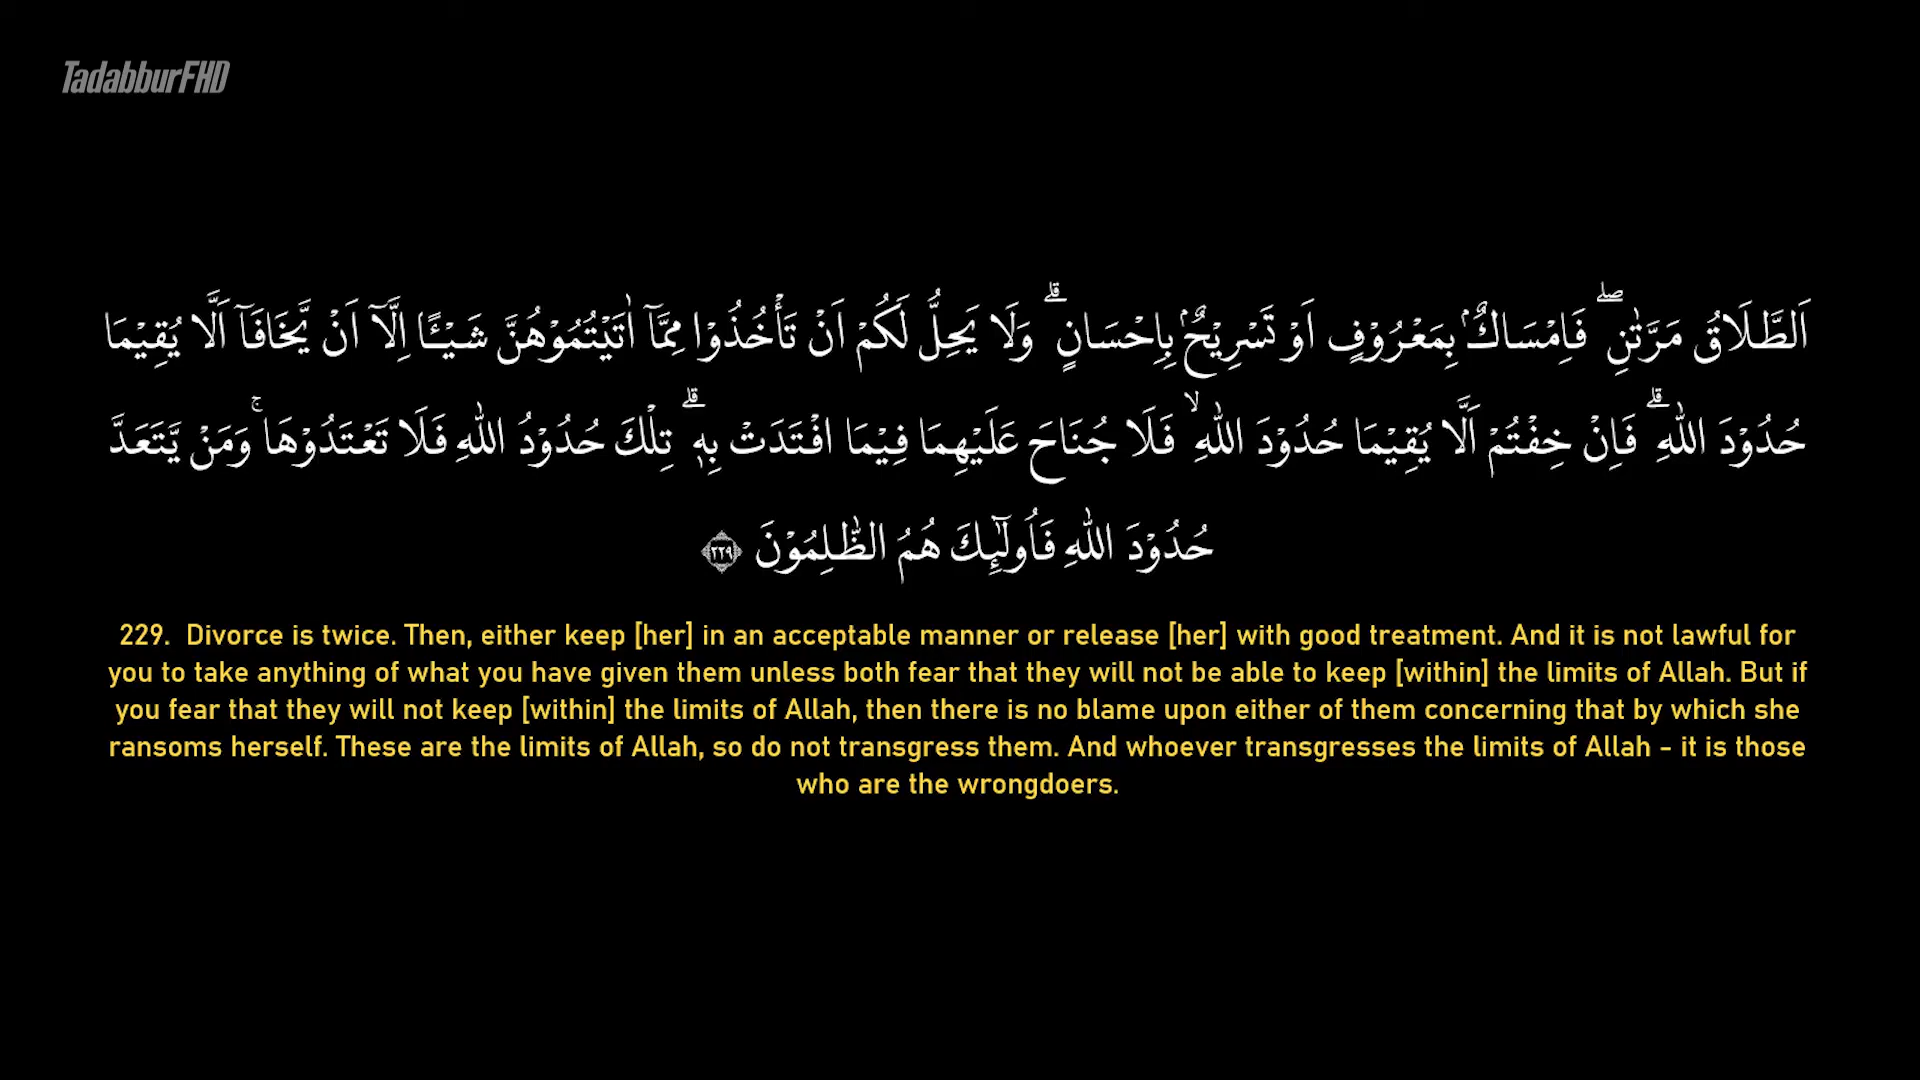 TadabburFHD
اَلطَّلَاقُ مَرَّتٰنِ ۖ فَاِمْسَاكٌۢ بِمَعْرُوْفٍ اَوْ تَسْرِيْحٌۢ بِاِحْسَانٍ ۗ وَلَا يَحِلُّ لَكُمْ اَنْ تَأْخُذُوْا مِمَّآ اٰتَيْتُمُوْهُنَّ شَيْـًٔا اِلَّآ اَنْ يَّخَافَآ اَلَّا يُقِيْمَا
حُدُوْدَ اللّٰهِ ۗ فَاِنْ خِفْتُمْ اَلَّا يُقِيْمَا حُدُوْدَ اللّٰهِ ۙ فَلَا جُنَاحَ عَلَيْهِمَا فِيْمَا افْتَدَتْ بِهٖ ۗ تِلْكَ حُدُوْدُ اللّٰهِ فَلَا تَعْتَدُوْهَا ۚ وَمَنْ يَّتَعَدَّ
حُدُوْدَ اللّٰهِ فَاُولٰۤىِٕكَ هُمُ الظّٰلِمُوْنَ ٢٢٩
229. Divorce is twice. Then, either keep [her] in an acceptable manner or release [her] with good treatment. And it is not lawful for
you to take anything of what you have given them unless both fear that they will not be able to keep [within] the limits of Allah. But if
you fear that they will not keep [within] the limits of Allah, then there is no blame upon either of them concerning that by which she
ransoms herself. These are the limits of Allah, so do not transgress them. And whoever transgresses the limits of Allah - it is those
who are the wrongdoers.